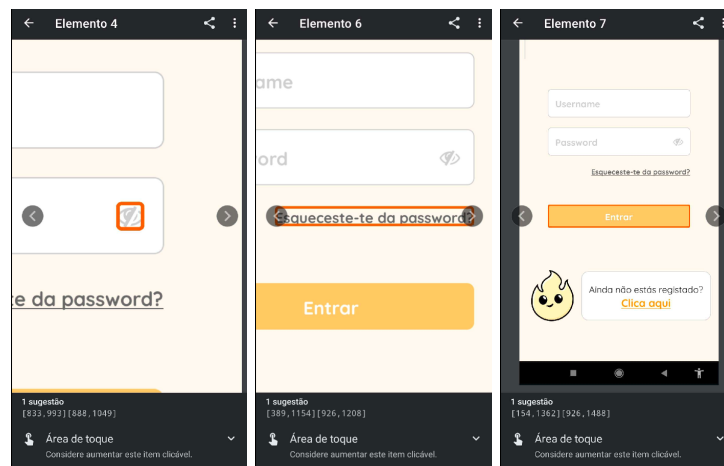 Elemento 4
te da password?
1 sugestão
[833,993][888,1049]
Área de toque
Considere aumentar este item clicável.
Elemento 6
ame
ord
Esqueceste-te da password?
Entrar
1 sugestão
[389,1154][926,1208]
Área de toque
Considere aumentar este item clicável.
Elemento 7
Username
Password
Esqueceste-te da password?
Entrar
Ainda não estás registado?
Clica aqui
1 sugestão
[154,1362][926,1488]
Área de toque
Considere aumentar este item clicável.